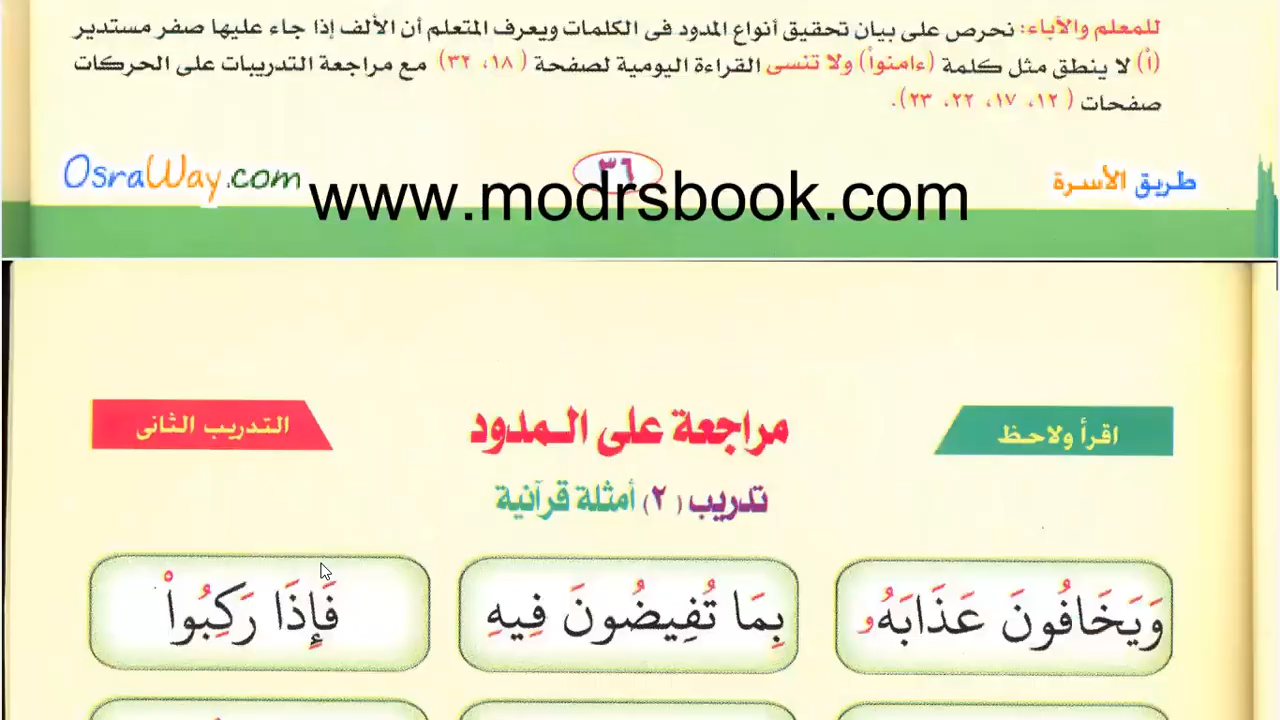 للمعلم والآباء: نحرص على بيان تحقيق أنواع المدود فى الكلمات ويعرف المتعلم أن الألف إذا جاء عليها صفر مستدير
(اْ) لا ينطق مثل كلمة (ءامنواْ) ولا تنسى القراءة اليومية لصفحة (١٨، ٣٢) مع مراجعة التدريبات على الحركات
صفحات (١٢، ١٧، ٢٢، ٢٣).
طريق الأسرة
٣٦
OsraWay.com
www.modrsbook.com
اقرأ ولاحظ
مراجعة على المدود
التدريب الثانى
تدريب (٢) أمثلة قرآنية
وَيَخَافُونَ عَذَابَهُۥ
بِمَا تُفِيضُونَ فِيهِ
فَإِذَا رَكِبُواْ